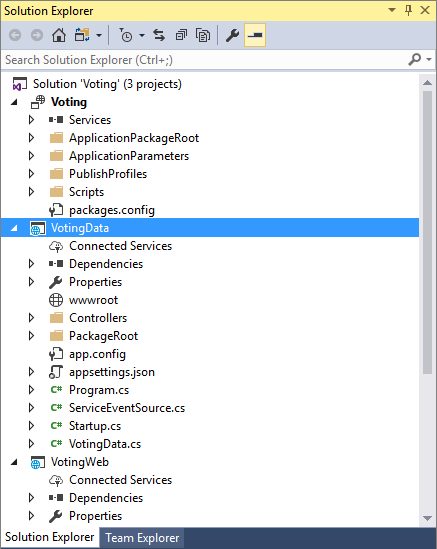 Solution Explorer
Search Solution Explorer (Ctrl+;)
Solution 'Voting' (3 projects)
Voting
Services
ApplicationPackageRoot
ApplicationParameters
PublishProfiles
Scripts
packages.config
VotingData
Connected Services
Dependencies
Properties
wwwroot
Controllers
PackageRoot
app.config
appsettings.json
C# Program.cs
C# ServiceEventSource.cs
C# Startup.cs
C# VotingData.cs
VotingWeb
Connected Services
Dependencies
Properties
Solution Explorer Team Explorer